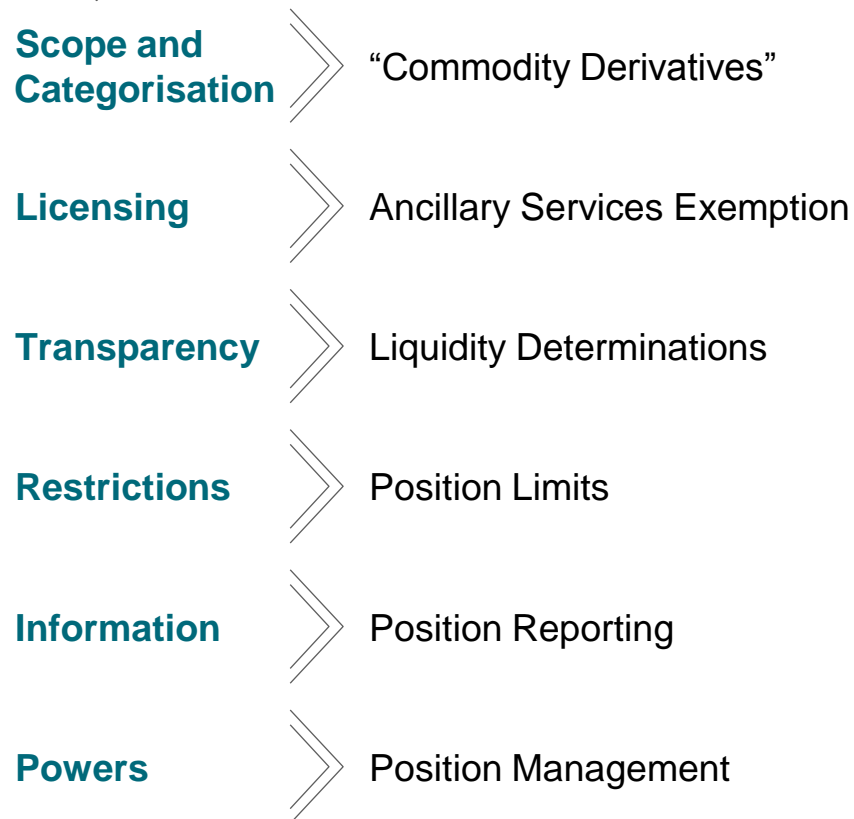 Scope and
Categorisation
“Commodity Derivatives”
Licensing
Ancillary Services Exemption
Transparency
Liquidity Determinations
Restrictions
Position Limits
Information
Position Reporting
Powers
Position Management